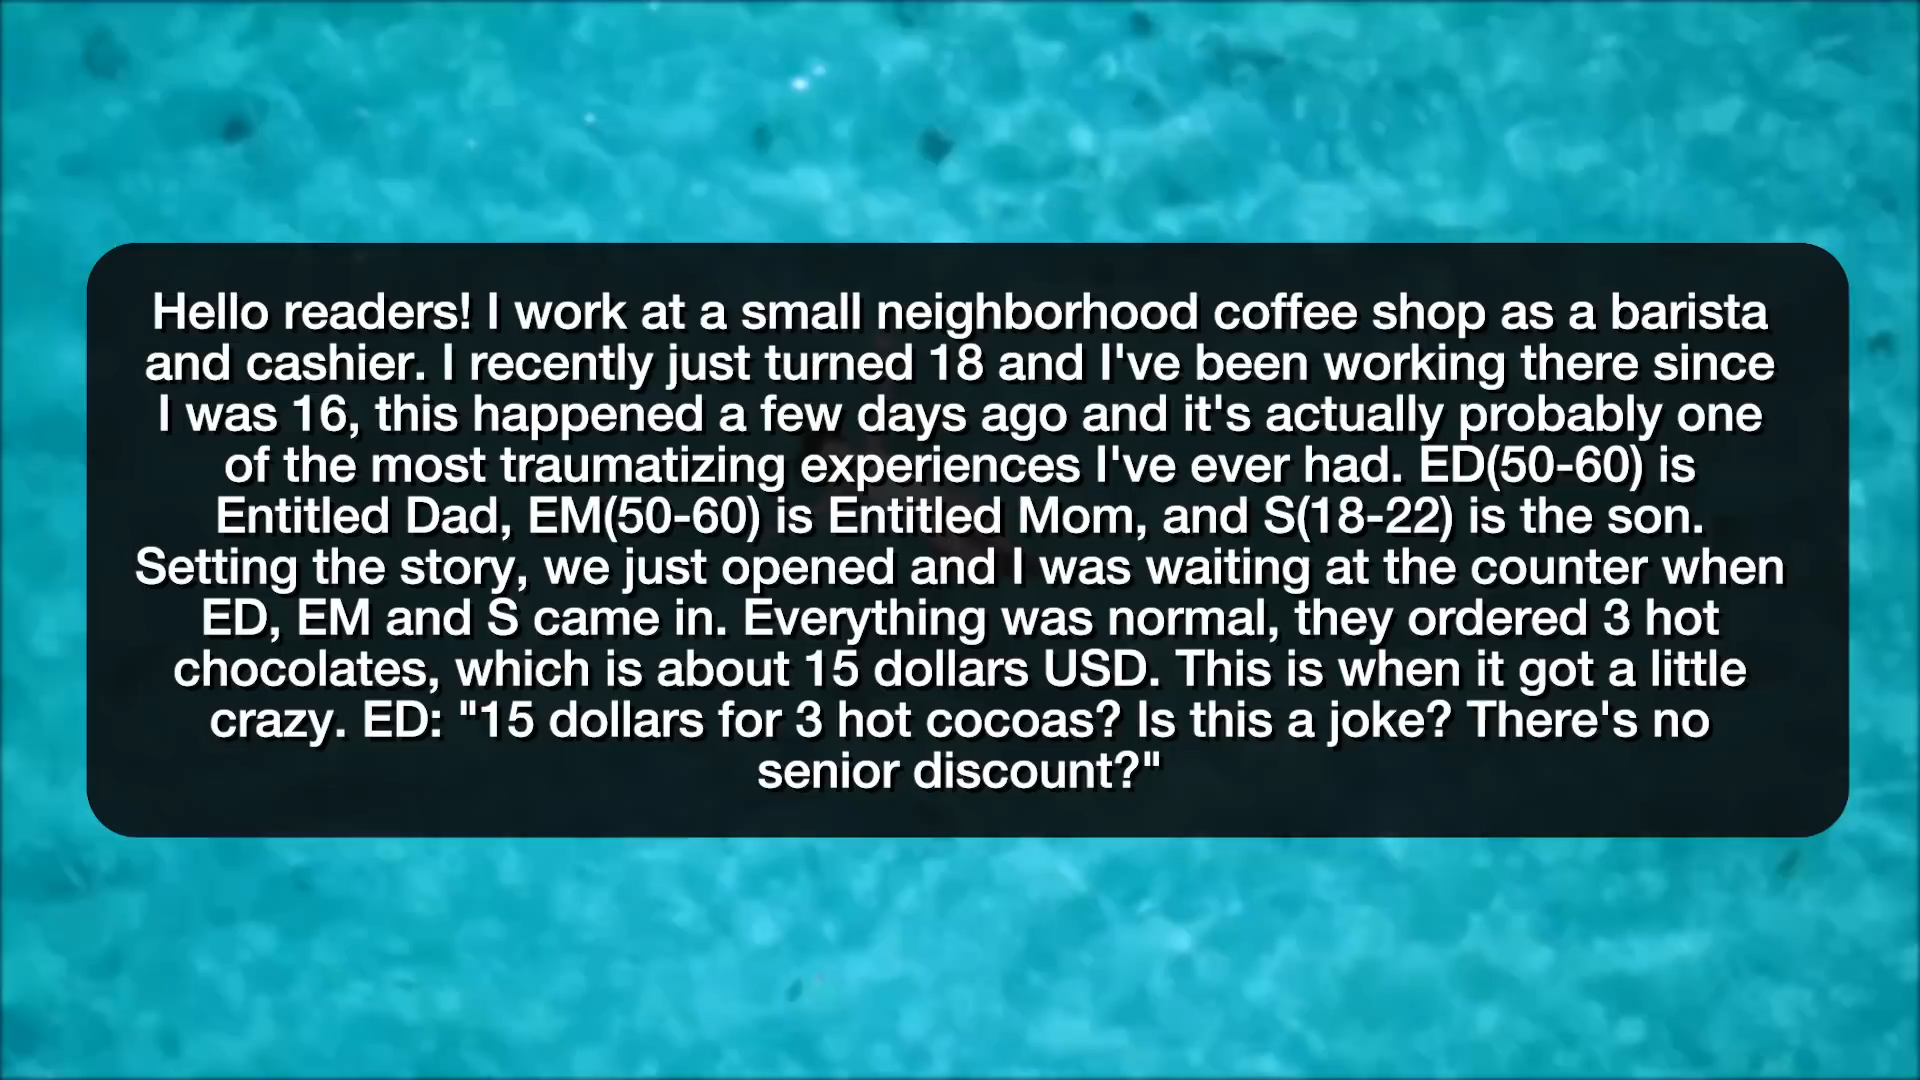 Hello readers! I work at a small neighborhood coffee shop as a barista
and cashier. I recently just turned 18 and I've been working there since
I was 16, this happened a few days ago and it's actually probably one
of the most traumatizing experiences I've ever had. ED(50-60) is
Entitled Dad, EM(50-60) is Entitled Mom, and S(18-22) is the son.
Setting the story, we just opened and I was waiting at the counter when
ED, EM and S came in. Everything was normal, they ordered 3 hot
chocolates, which is about 15 dollars USD. This is when it got a little
crazy. ED: "15 dollars for 3 hot cocoas? Is this a joke? There's no
senior discount?"